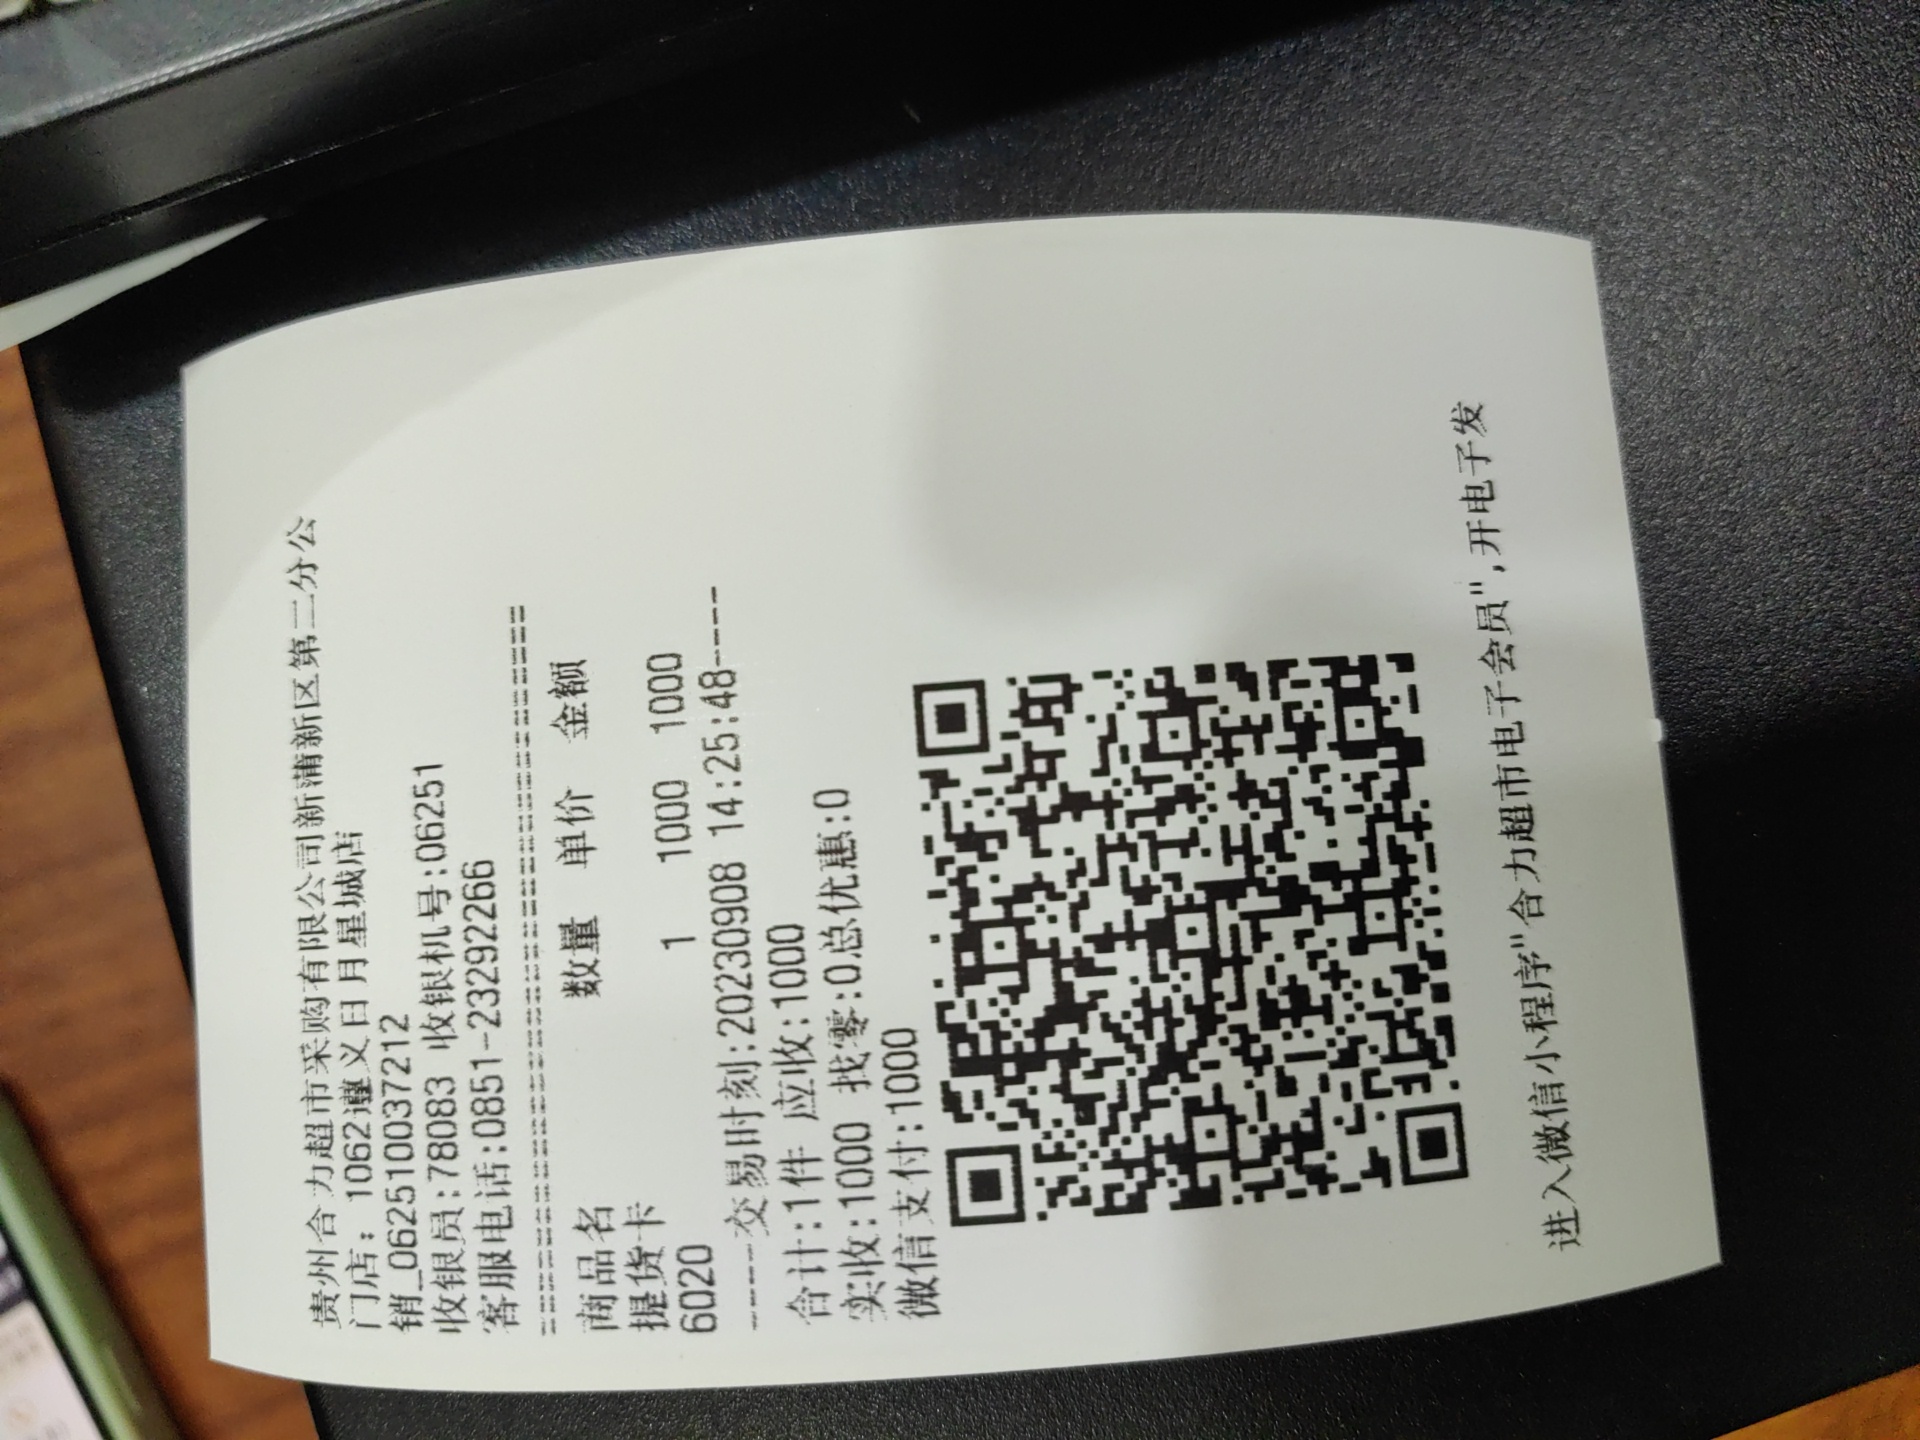 贵州合力超市采购有限公司新蒲新区第二分公
门店: 1062遵义日月星城店
销_062510037212
收银员:78083 收银机号:06251
客服电话:0851-23292266
================================
商品名 数量 单价 金额
提货卡
6020 1 1000 1000
-----交易时刻:20230908 14:25:48-----
合计:1件 应收:1000
实收:1000 找零:0总优惠:0
微信支付:1000
进入微信小程序"合力超市电子会员",开电子发